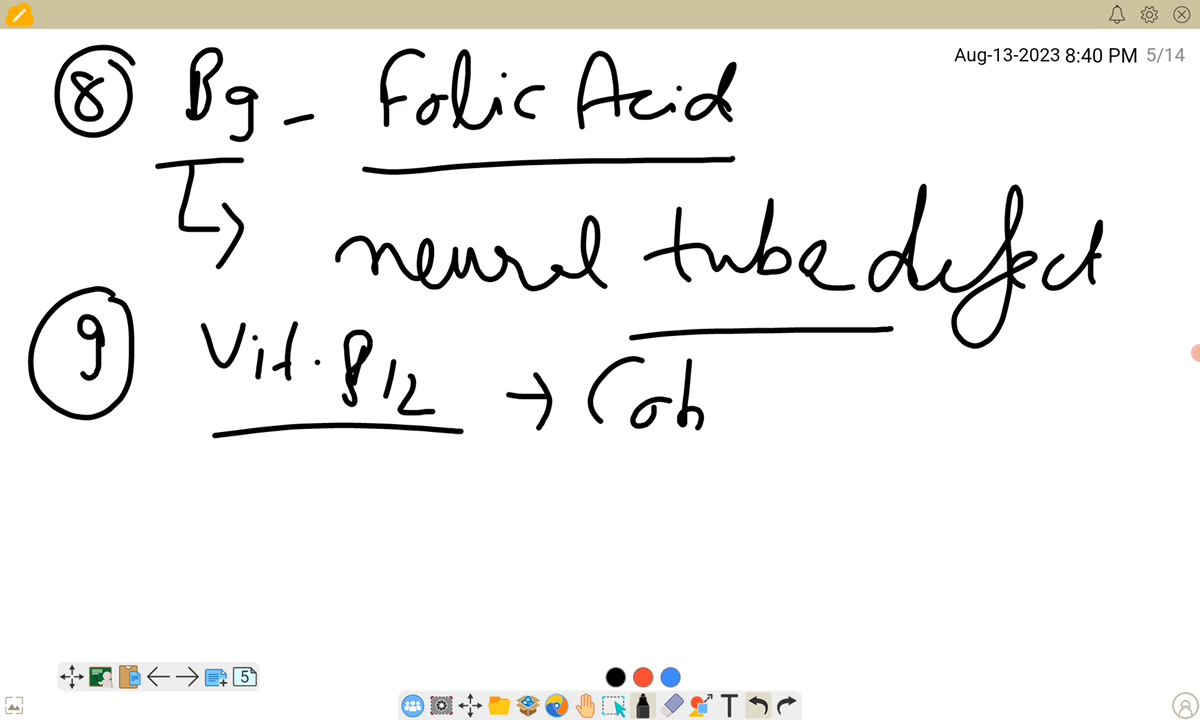 Aug-13-2023 8:40 PM 5/14
8 B9 - Folic Acid
neural tube defect
9 Vit. B12 → Cob
5